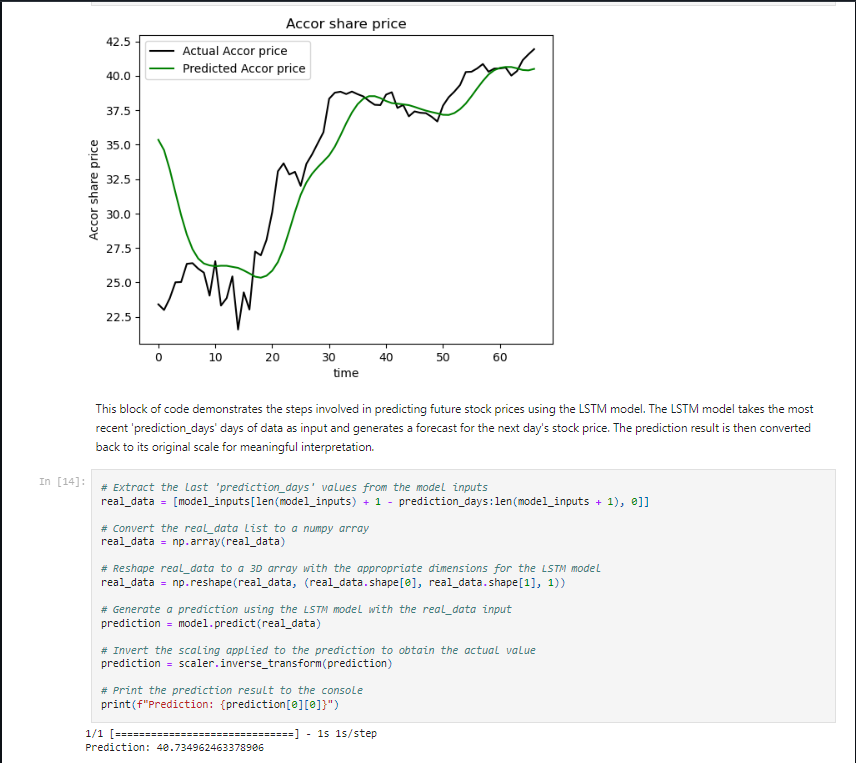 Accor share price
Actual Accor price
Predicted Accor price
42.5
40.0
37.5
35.0
32.5
30.0
27.5
25.0
22.5
Accor share price
0 10 20 30 40 50 60
time
This block of code demonstrates the steps involved in predicting future stock prices using the LSTM model. The LSTM model takes the most
recent 'prediction_days' days of data as input and generates a forecast for the next day's stock price. The prediction result is then converted
back to its original scale for meaningful interpretation.
In [14]:
# Extract the last 'prediction_days' values from the model inputs
real_data = [model_inputs[len(model_inputs) + 1 - prediction_days:len(model_inputs + 1), 0]]
# Convert the real_data list to a numpy array
real_data = np.array(real_data)
# Reshape real_data to a 3D array with the appropriate dimensions for the LSTM model
real_data = np.reshape(real_data, (real_data.shape[0], real_data.shape[1], 1))
# Generate a prediction using the LSTM model with the real_data input
prediction = model.predict(real_data)
# Invert the scaling applied to the prediction to obtain the actual value
prediction = scaler.inverse_transform(prediction)
# Print the prediction result to the console
print(f"Prediction: {prediction[0][0]}")
1/1 [==============================] - 1s 1s/step
Prediction: 40.734962463378906